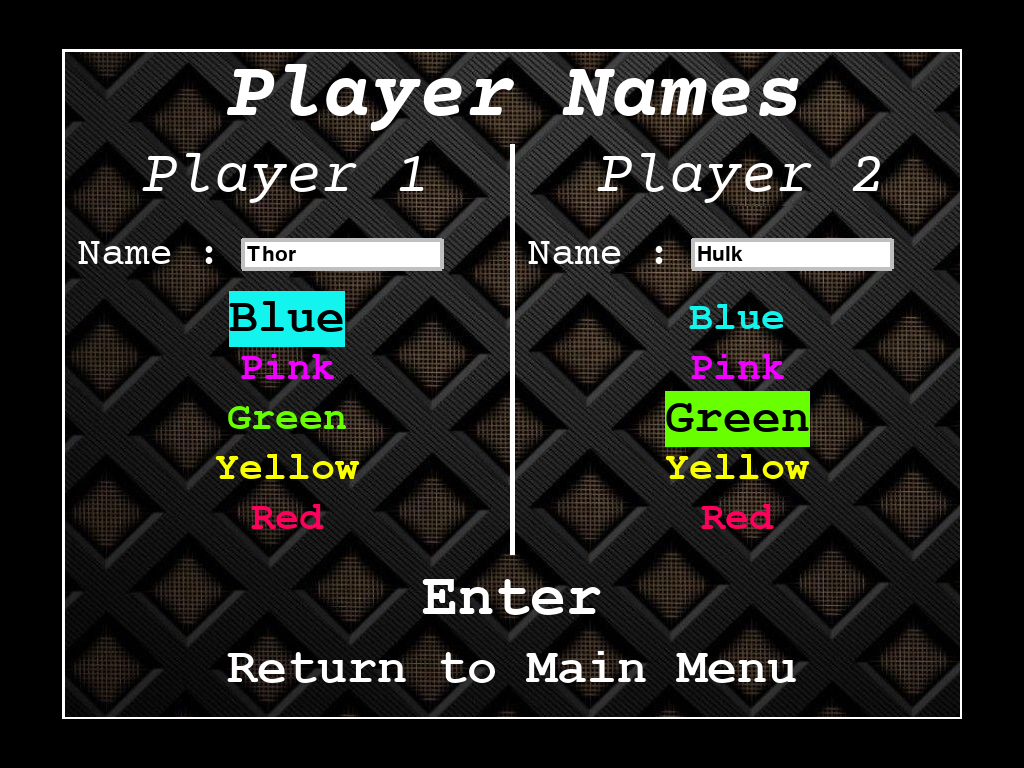 Player Names
Player 1
Name : Thor
Blue
Pink
Green
Yellow
Red
Player 2
Name : Hulk
Blue
Pink
Green
Yellow
Red
Enter
Return to Main Menu